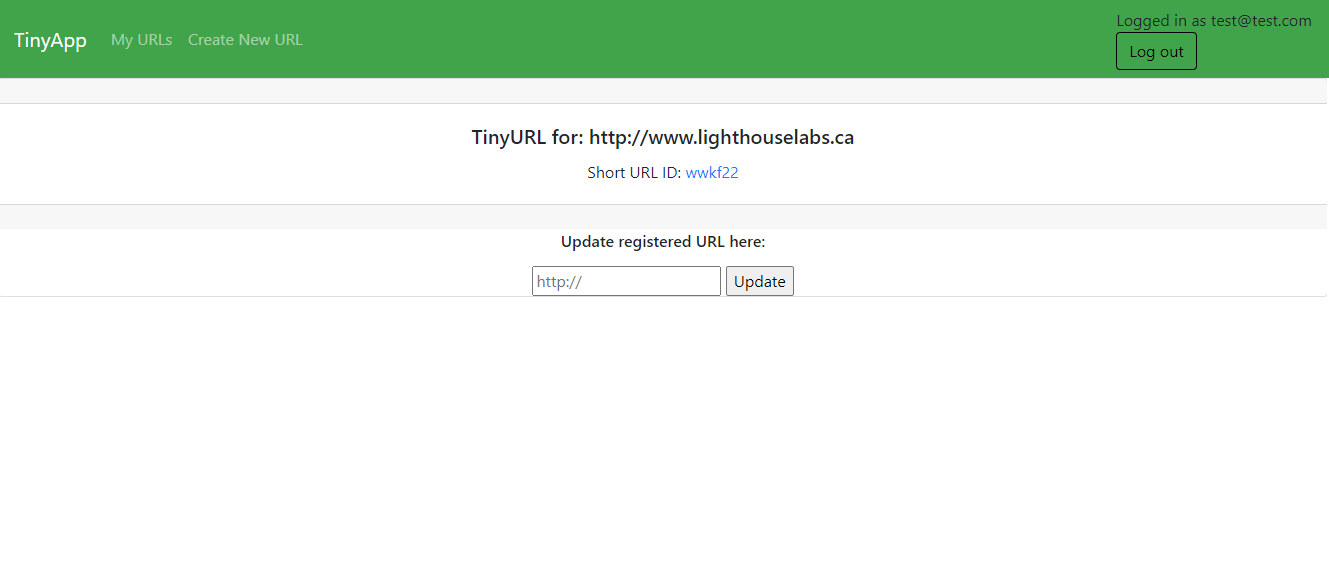 TinyApp My URLs Create New URL
Logged in as test@test.com
Log out
TinyURL for: http://www.lighthouselabs.ca
Short URL ID: wwkf22
Update registered URL here:
http:// Update